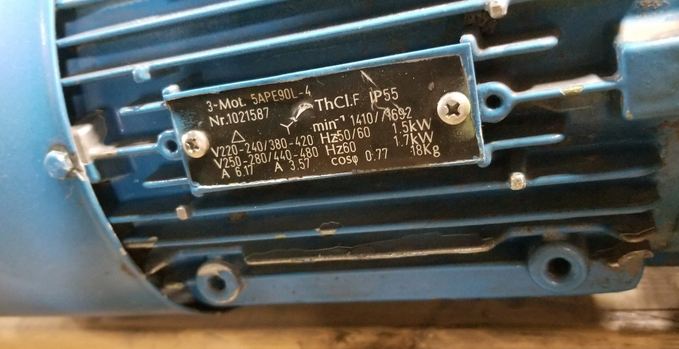 3-Mot. 5APE90L-4 ThCl.F IP55
Nr.1021587 min⁻¹ 1410/1692
Δ Y
V220-240/380-420 Hz50/60 1.5kW
V250-280/440-480 Hz60 1.7kW
A 6.17 A 3.57 cosφ 0.77 18Kg